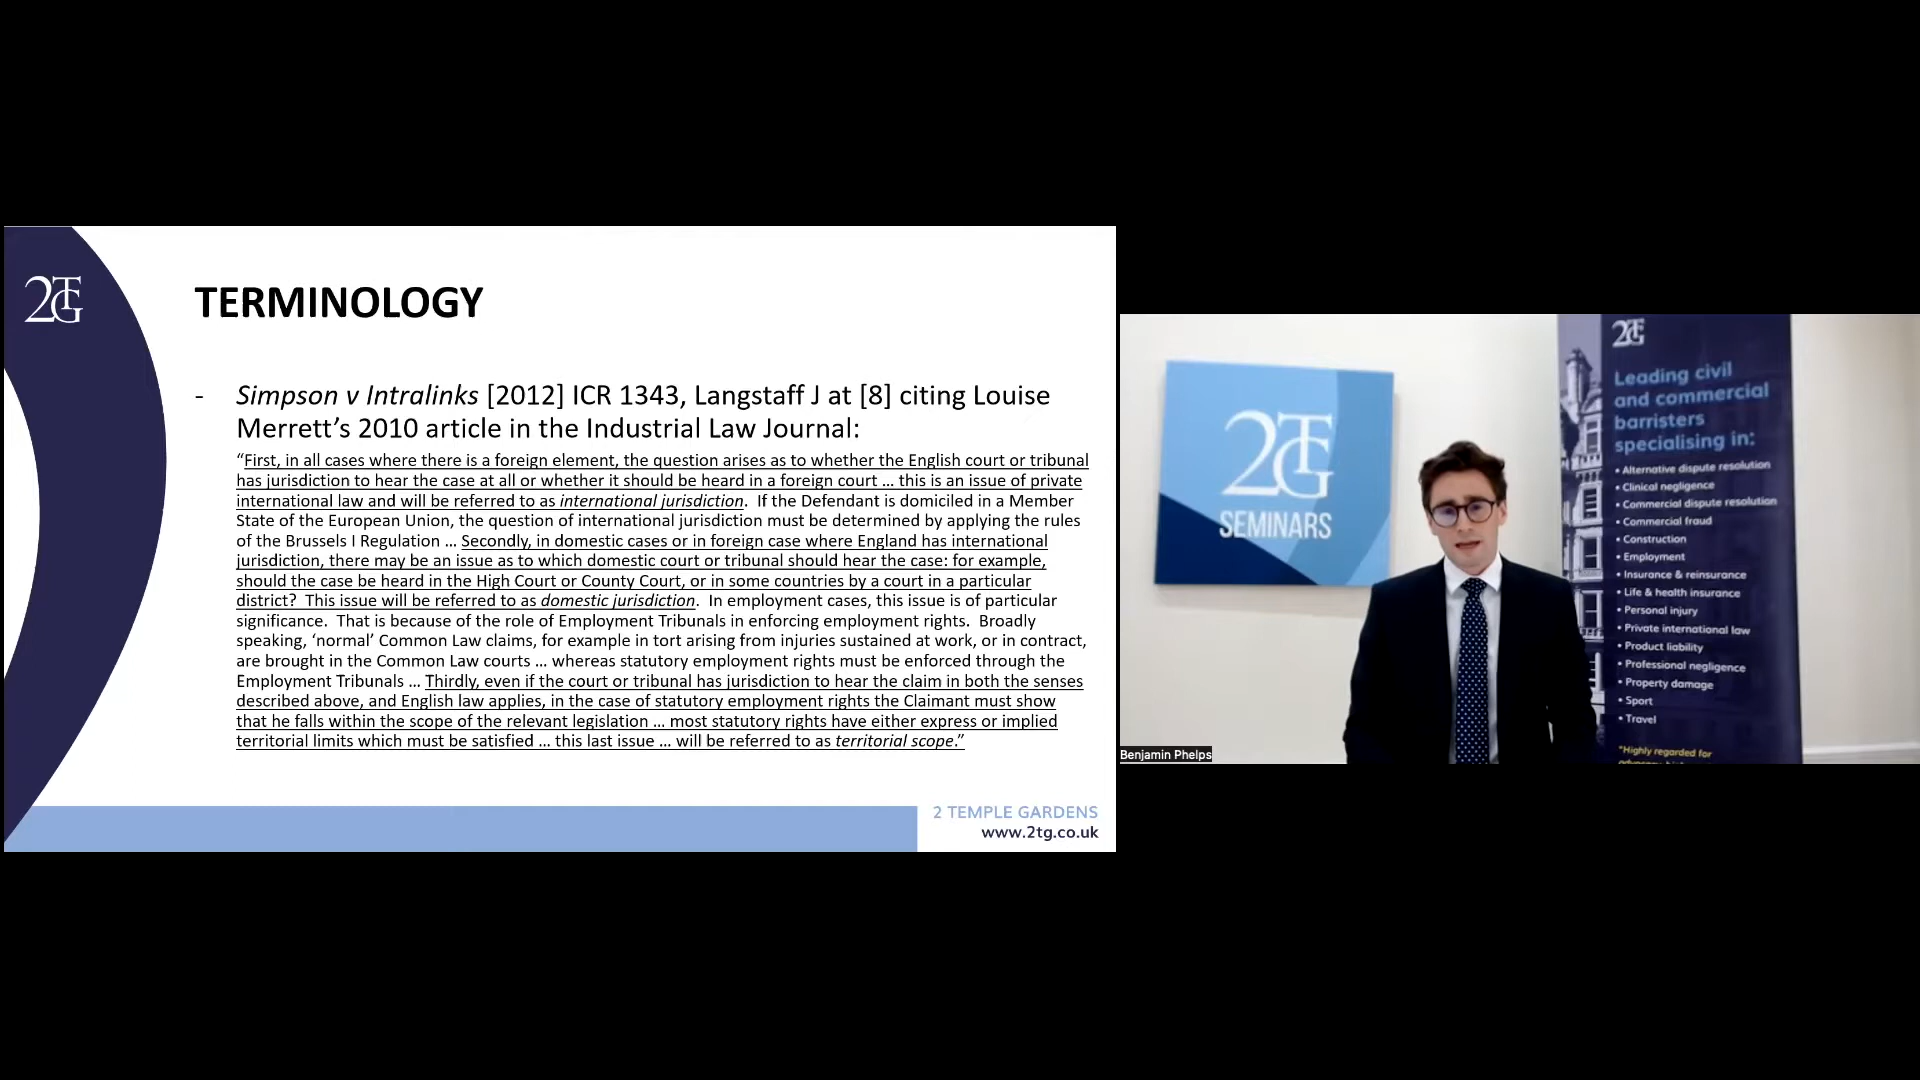 2TG
TERMINOLOGY
- Simpson v Intralinks [2012] ICR 1343, Langstaff J at [8] citing Louise
Merrett’s 2010 article in the Industrial Law Journal:
“First, in all cases where there is a foreign element, the question arises as to whether the English court or tribunal
has jurisdiction to hear the case at all or whether it should be heard in a foreign court … this is an issue of private
international law and will be referred to as international jurisdiction. If the Defendant is domiciled in a Member
State of the European Union, the question of international jurisdiction must be determined by applying the rules
of the Brussels I Regulation … Secondly, in domestic cases or in foreign case where England has international
jurisdiction, there may be an issue as to which domestic court or tribunal should hear the case: for example,
should the case be heard in the High Court or County Court, or in some countries by a court in a particular
district? This issue will be referred to as domestic jurisdiction. In employment cases, this issue is of particular
significance. That is because of the role of Employment Tribunals in enforcing employment rights. Broadly
speaking, ‘normal’ Common Law claims, for example in tort arising from injuries sustained at work, or in contract,
are brought in the Common Law courts … whereas statutory employment rights must be enforced through the
Employment Tribunals … Thirdly, even if the court or tribunal has jurisdiction to hear the claim in both the senses
described above, and English law applies, in the case of statutory employment rights the Claimant must show
that he falls within the scope of the relevant legislation … most statutory rights have either express or implied
territorial limits which must be satisfied … this last issue … will be referred to as territorial scope.”
2 TEMPLE GARDENS
www.2tg.co.uk
2TG
SEMINARS
2TG
Leading civil
and commercial
barristers
specialising in:
• Alternative dispute resolution
• Clinical negligence
• Commercial dispute resolution
• Commercial fraud
• Construction
• Employment
• Insurance & reinsurance
• Life & health insurance
• Personal injury
• Private international law
• Product liability
• Professional negligence
• Property damage
• Sport
• Travel
"Highly regarded for
Benjamin Phelps